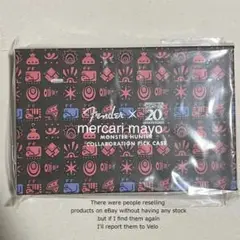 Fender ×
20
mercari mayo
MONSTER HUNTER
COLLABORATION PICK CASE
There were people reselling
products on eBay without having any stock
but if I find them again
I'll report them to Velo